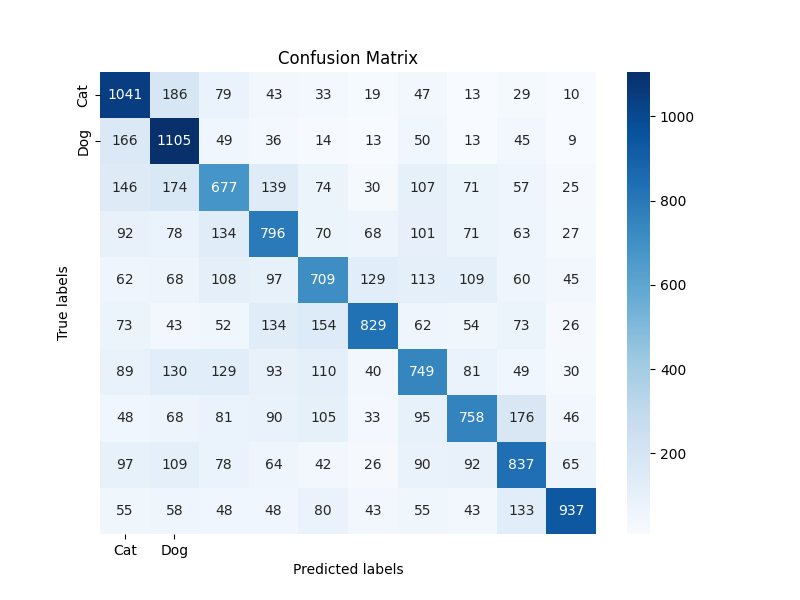 Confusion Matrix
Cat 1041 186 79 43 33 19 47 13 29 10
Dog 166 1105 49 36 14 13 50 13 45 9
146 174 677 139 74 30 107 71 57 25
92 78 134 796 70 68 101 71 63 27
62 68 108 97 709 129 113 109 60 45
73 43 52 134 154 829 62 54 73 26
89 130 129 93 110 40 749 81 49 30
48 68 81 90 105 33 95 758 176 46
97 109 78 64 42 26 90 92 837 65
55 58 48 48 80 43 55 43 133 937
Cat Dog
Predicted labels
True labels
1000
800
600
400
200